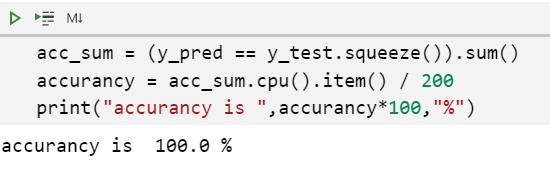 M↓
acc_sum = (y_pred == y_test.squeeze()).sum()
accurancy = acc_sum.cpu().item() / 200
print("accurancy is ",accurancy*100,"%")
accurancy is  100.0 %